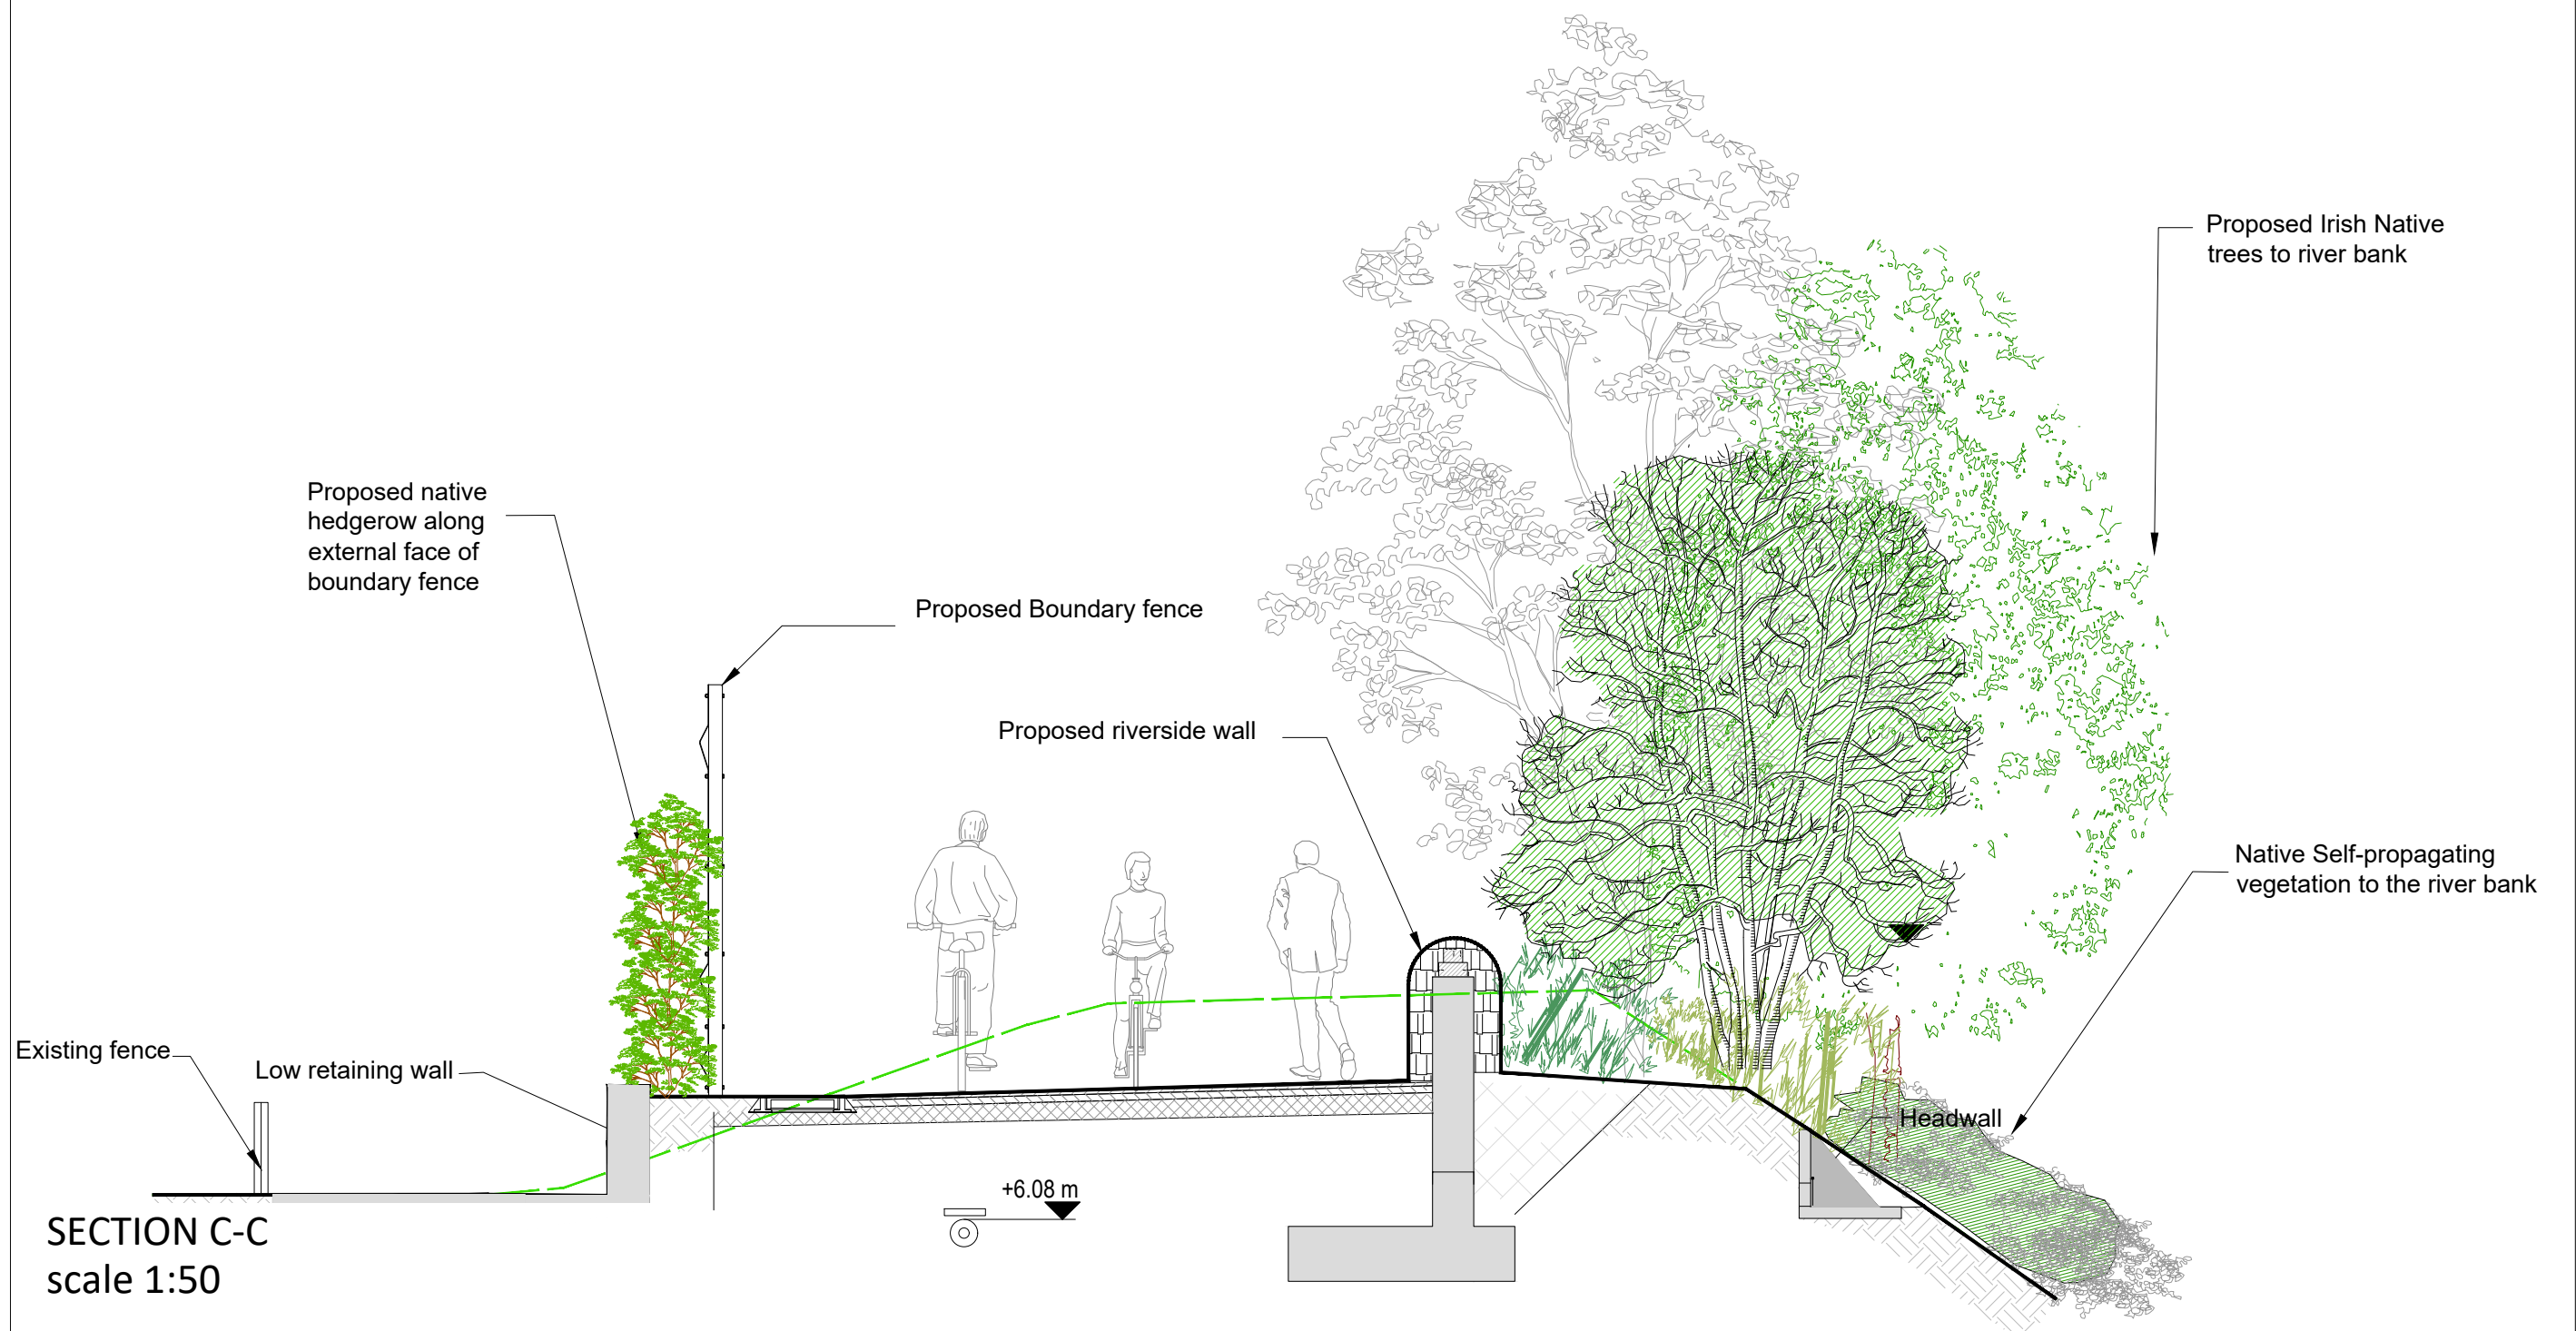 Proposed Irish Native
trees to river bank
Proposed native
hedgerow along
external face of
boundary fence
Proposed Boundary fence
Proposed riverside wall
Native Self-propagating
vegetation to the river bank
Existing fence
Low retaining wall
Headwall
+6.08 m
SECTION C-C
scale 1:50